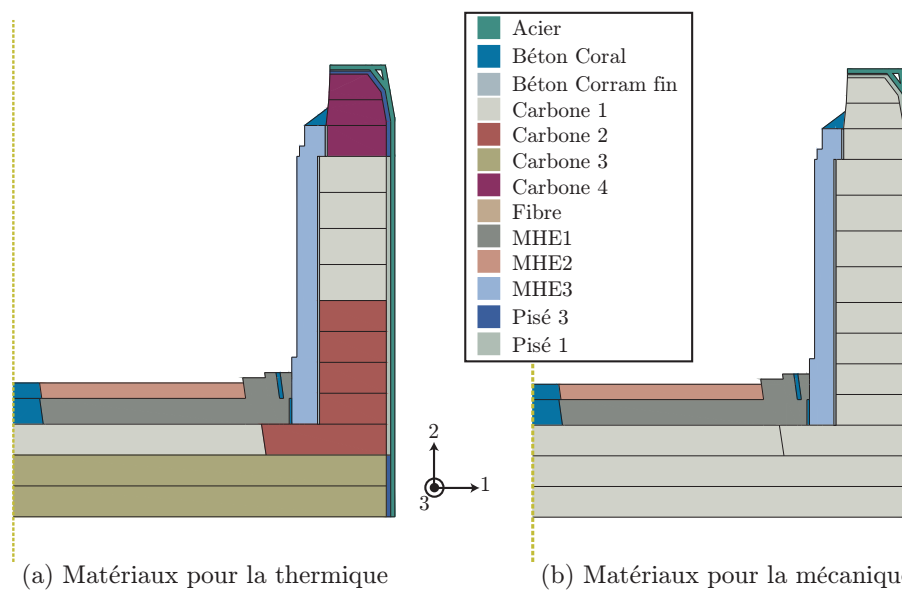 Acier
Béton Coral
Béton Corram fin
Carbone 1
Carbone 2
Carbone 3
Carbone 4
Fibre
MHE1
MHE2
MHE3
Pisé 3
Pisé 1
2
1
3
(a) Matériaux pour la thermique
(b) Matériaux pour la mécanique